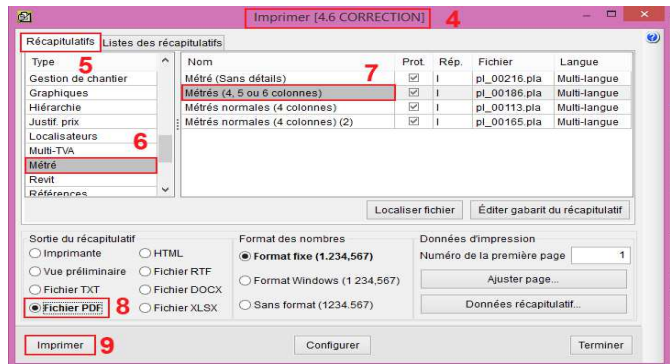 Imprimer [4.6 CORRECTION] 4
Récapitulatifs Listes des récapitulatifs
5
Type
Gestion de chantier
Graphiques
Hiérarchie
Justif. prix
Localisateurs
Multi-TVA
Métré
Revit
Références
6
7
Nom Prot. Rép. Fichier Langue
Métré (Sans détails) I pl_00216.pla Multi-langue
Métrés (4, 5 ou 6 colonnes) I pl_00186.pla Multi-langue
Métrés normales (4 colonnes) I pl_00113.pla Multi-langue
Métrés normales (4 colonnes) (2) I pl_00165.pla Multi-langue
Localiser fichier Éditer gabarit du récapitulatif
Sortie du récapitulatif
Imprimante HTML
Vue préliminaire Fichier RTF
Fichier TXT Fichier DOCX
Fichier PDF 8 Fichier XLSX
Format des nombres
Format fixe (1.234,567)
Format Windows (1 234,567)
Sans format (1234.567)
Données d'impression
Numéro de la première page 1
Ajuster page...
Données récapitulatif...
Imprimer 9 Configurer Terminer